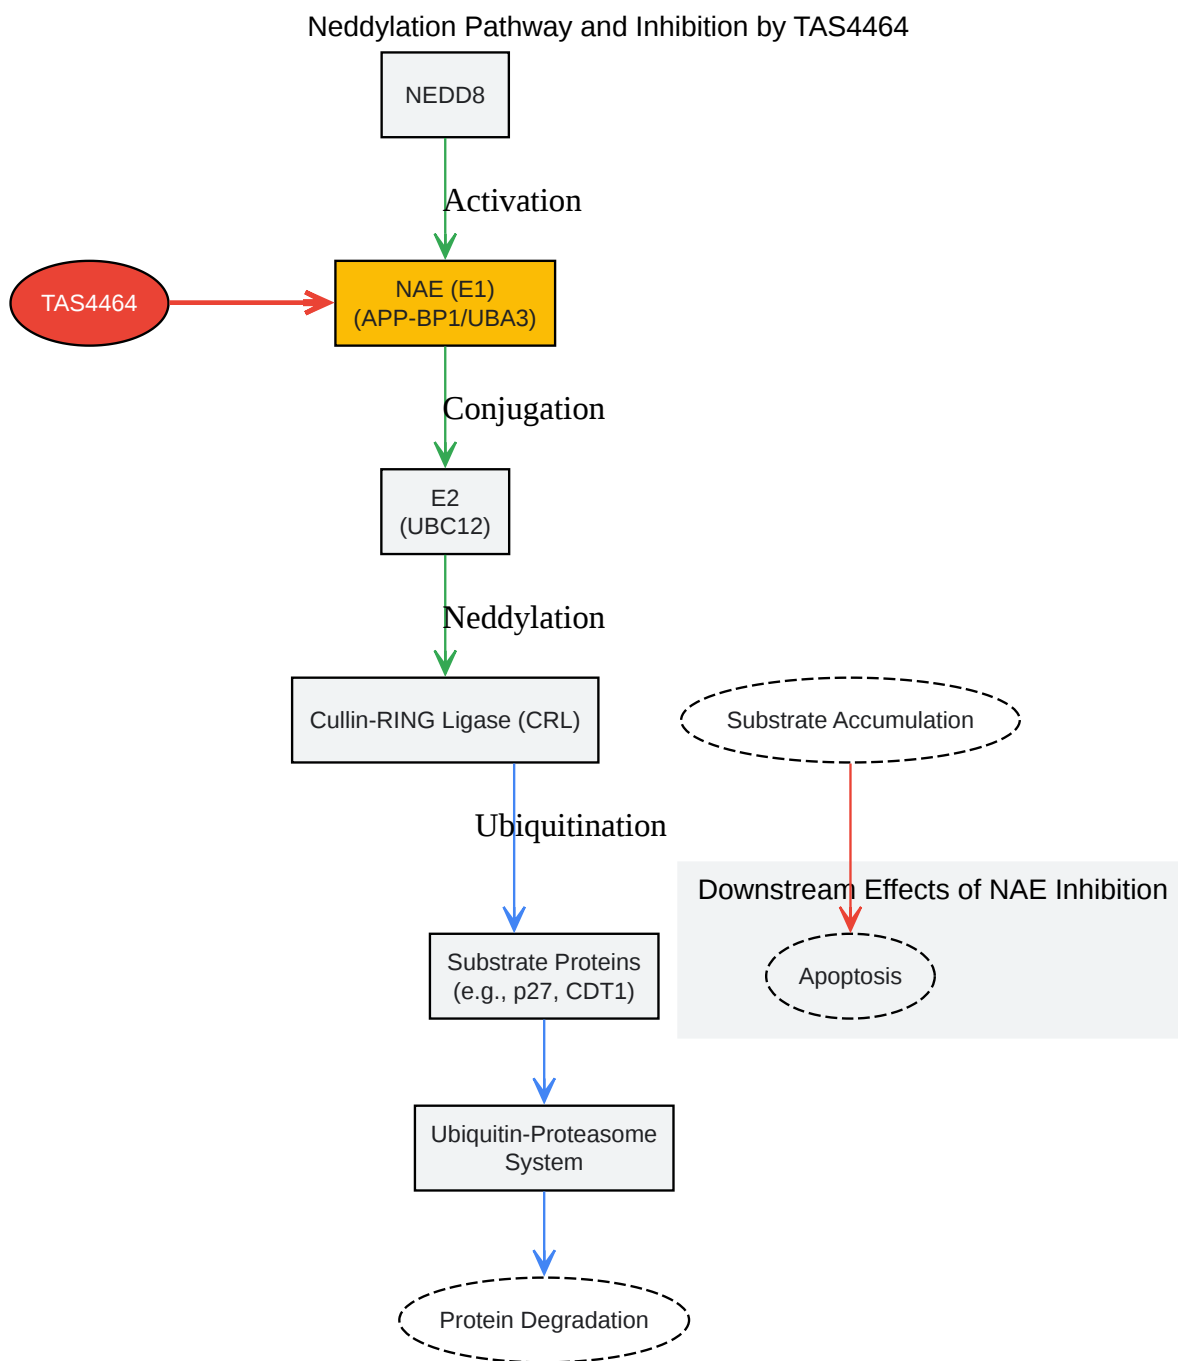 Neddylation Pathway and Inhibition by TAS4464
NEDD8
Activation
TAS4464
NAE (E1)
(APP-BP1/UBA3)
Conjugation
E2
(UBC12)
Neddylation
Cullin-RING Ligase (CRL)
Substrate Accumulation
Ubiquitination
Downstream Effects of NAE Inhibition
Substrate Proteins
(e.g., p27, CDT1)
Apoptosis
Ubiquitin-Proteasome
System
Protein Degradation